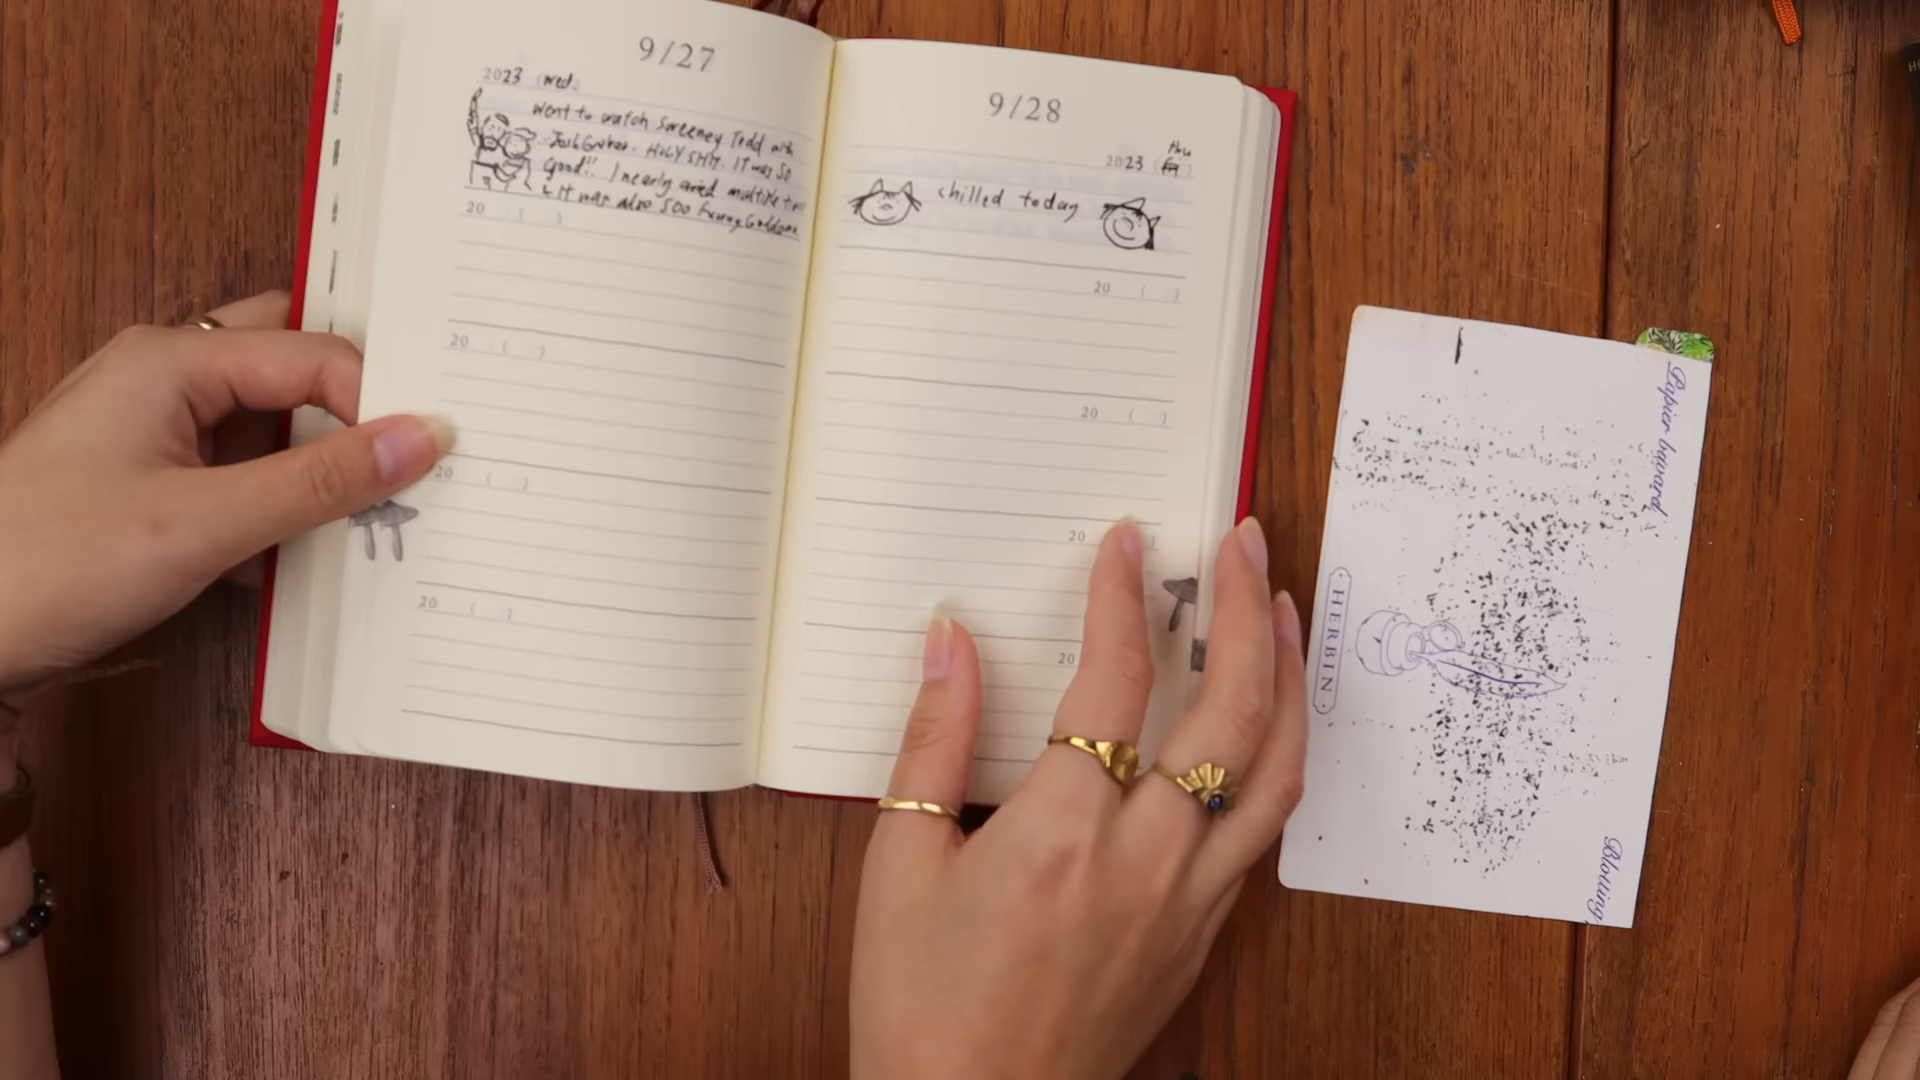 9/27
2023 (wed.)
went to watch Sweeney Todd with
Josh Groban. HOLY SHIT. IT was so
good!! I nearly cried multiple
& It was also soo funny
20 ( )
20 ( )
20 ( )
20 ( )
9/28
Thu
2023 ( )
chilled today
20 ( )
20 ( )
20
20
Papier buvard
HERBIN
Blotting